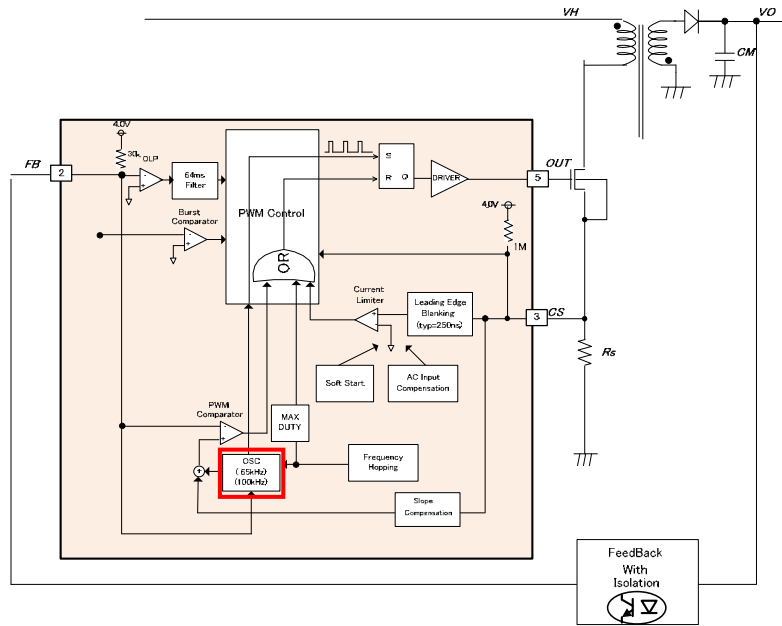 VH
VO
CM
4.0V
30k
OLP
FB
2
64ms
Filter
PWM Control
S
R
Q
DRIVER
5
OUT
Burst
Comparator
4.0V
1M
OR
Current
Limiter
Leading Edge
Blanking
(typ=250ns)
3
CS
Rs
Soft Start
AC Input
Compensation
PWM
Comparator
MAX
DUTY
OSC
( 65kHz)
(100kHz)
Frequency
Hopping
Slope
Compensation
FeedBack
With
Isolation